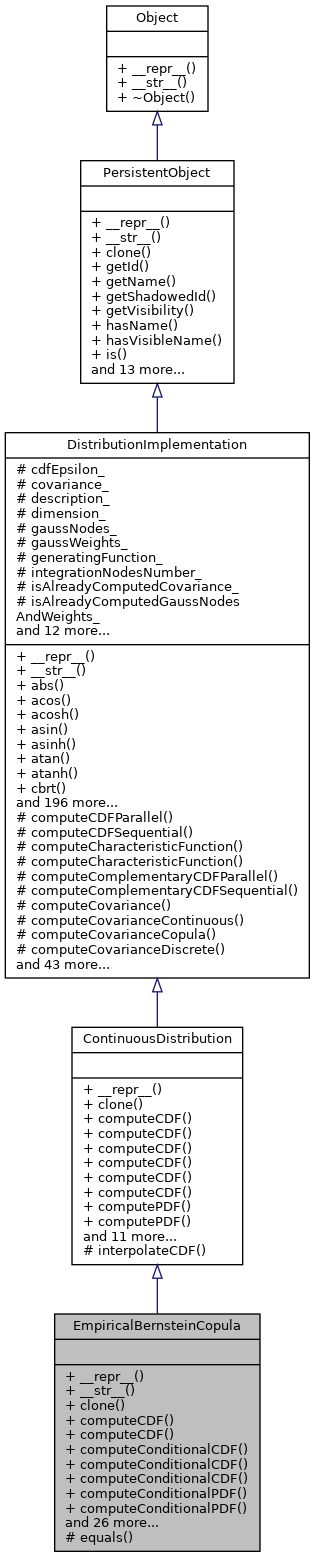 Object
+ __repr__()
+ __str__()
+ ~Object()
PersistentObject
+ __repr__()
+ __str__()
+ clone()
+ getId()
+ getName()
+ getShadowedId()
+ getVisibility()
+ hasName()
+ hasVisibleName()
+ is()
and 13 more...
DistributionImplementation
# cdfEpsilon_
# covariance_
# description_
# dimension_
# gaussNodes_
# gaussWeights_
# generatingFunction_
# integrationNodesNumber_
# isAlreadyComputedCovariance_
# isAlreadyComputedGaussNodes
AndWeights_
and 12 more...
+ __repr__()
+ __str__()
+ abs()
+ acos()
+ acosh()
+ asin()
+ asinh()
+ atan()
+ atanh()
+ cbrt()
and 196 more...
# computeCDFParallel()
# computeCDFSequential()
# computeCharacteristicFunction()
# computeCharacteristicFunction()
# computeComplementaryCDFParallel()
# computeComplementaryCDFSequential()
# computeCovariance()
# computeCovarianceContinuous()
# computeCovarianceCopula()
# computeCovarianceDiscrete()
and 43 more...
ContinuousDistribution
+ __repr__()
+ clone()
+ computeCDF()
+ computeCDF()
+ computeCDF()
+ computeCDF()
+ computeCDF()
+ computeCDF()
+ computePDF()
+ computePDF()
and 11 more...
# interpolateCDF()
EmpiricalBernsteinCopula
+ __repr__()
+ __str__()
+ clone()
+ computeCDF()
+ computeCDF()
+ computeConditionalCDF()
+ computeConditionalCDF()
+ computeConditionalCDF()
+ computeConditionalPDF()
+ computeConditionalPDF()
and 26 more...
# equals()